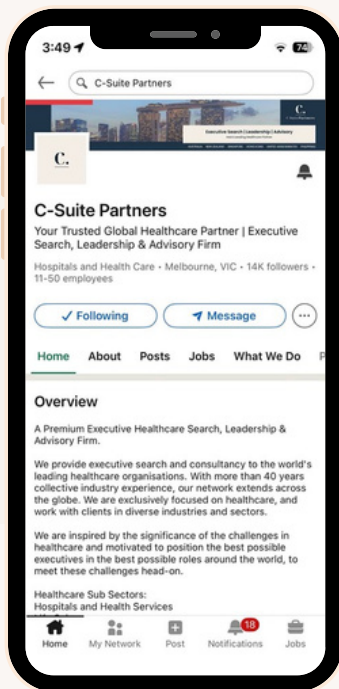 3:49
74
C-Suite Partners
C.
Executive Search | Leadership | Advisory
C.
C-Suite Partners
Your Trusted Global Healthcare Partner | Executive
Search, Leadership & Advisory Firm
Hospitals and Health Care • Melbourne, VIC • 14K followers •
11-50 employees
Following
Message
Home About Posts Jobs What We Do P
Overview
A Premium Executive Healthcare Search, Leadership &
Advisory Firm.
We provide executive search and consultancy to the world's
leading healthcare organisations. With more than 40 years
collective industry experience, our network extends across
the globe. We are exclusively focused on healthcare, and
work with clients in diverse industries and sectors.
We are inspired by the significance of the challenges in
healthcare and motivated to position the best possible
executives in the best possible roles around the world, to
meet these challenges head-on.
Healthcare Sub Sectors:
Hospitals and Health Services
18
Home My Network Post Notifications Jobs